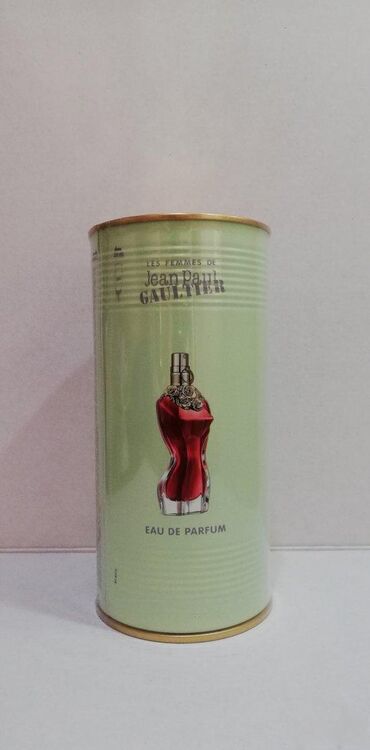 LES FEMMES DE
Jean Paul
GAULTIER
EAU DE PARFUM